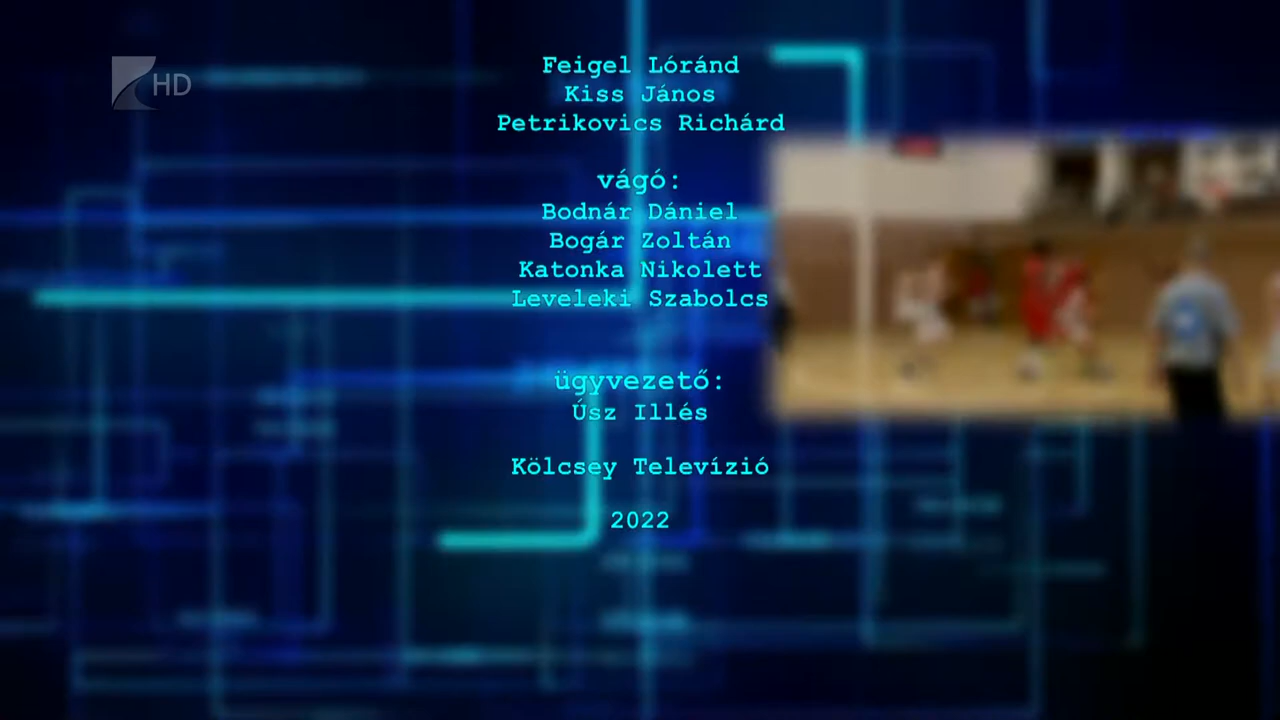 HD
Feigel Lóránd
Kiss János
Petrikovics Richárd
vágó:
Bodnár Dániel
Bogár Zoltán
Katonka Nikolett
Leveleki Szabolcs
ügyvezető:
Úsz Illés
Kölcsey Televízió
2022